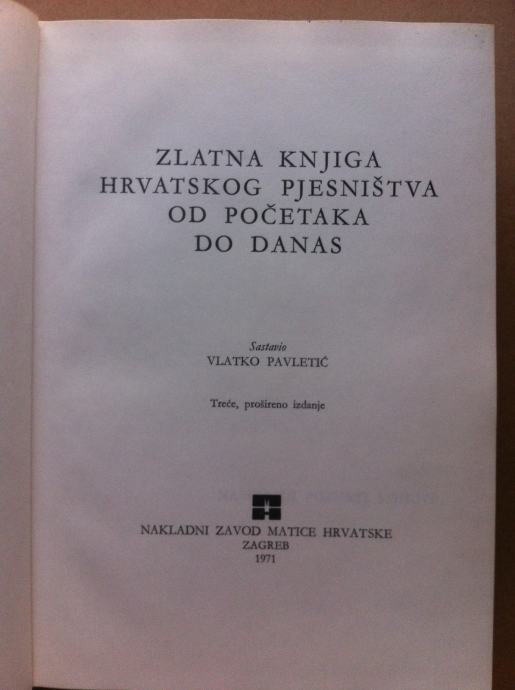 ZLATNA KNJIGA
HRVATSKOG PJESNIŠTVA
OD POČETAKA
DO DANAS
Sastavio
VLATKO PAVLETIĆ
Treće, prošireno izdanje
NAKLADNI ZAVOD MATICE HRVATSKE
ZAGREB
1971